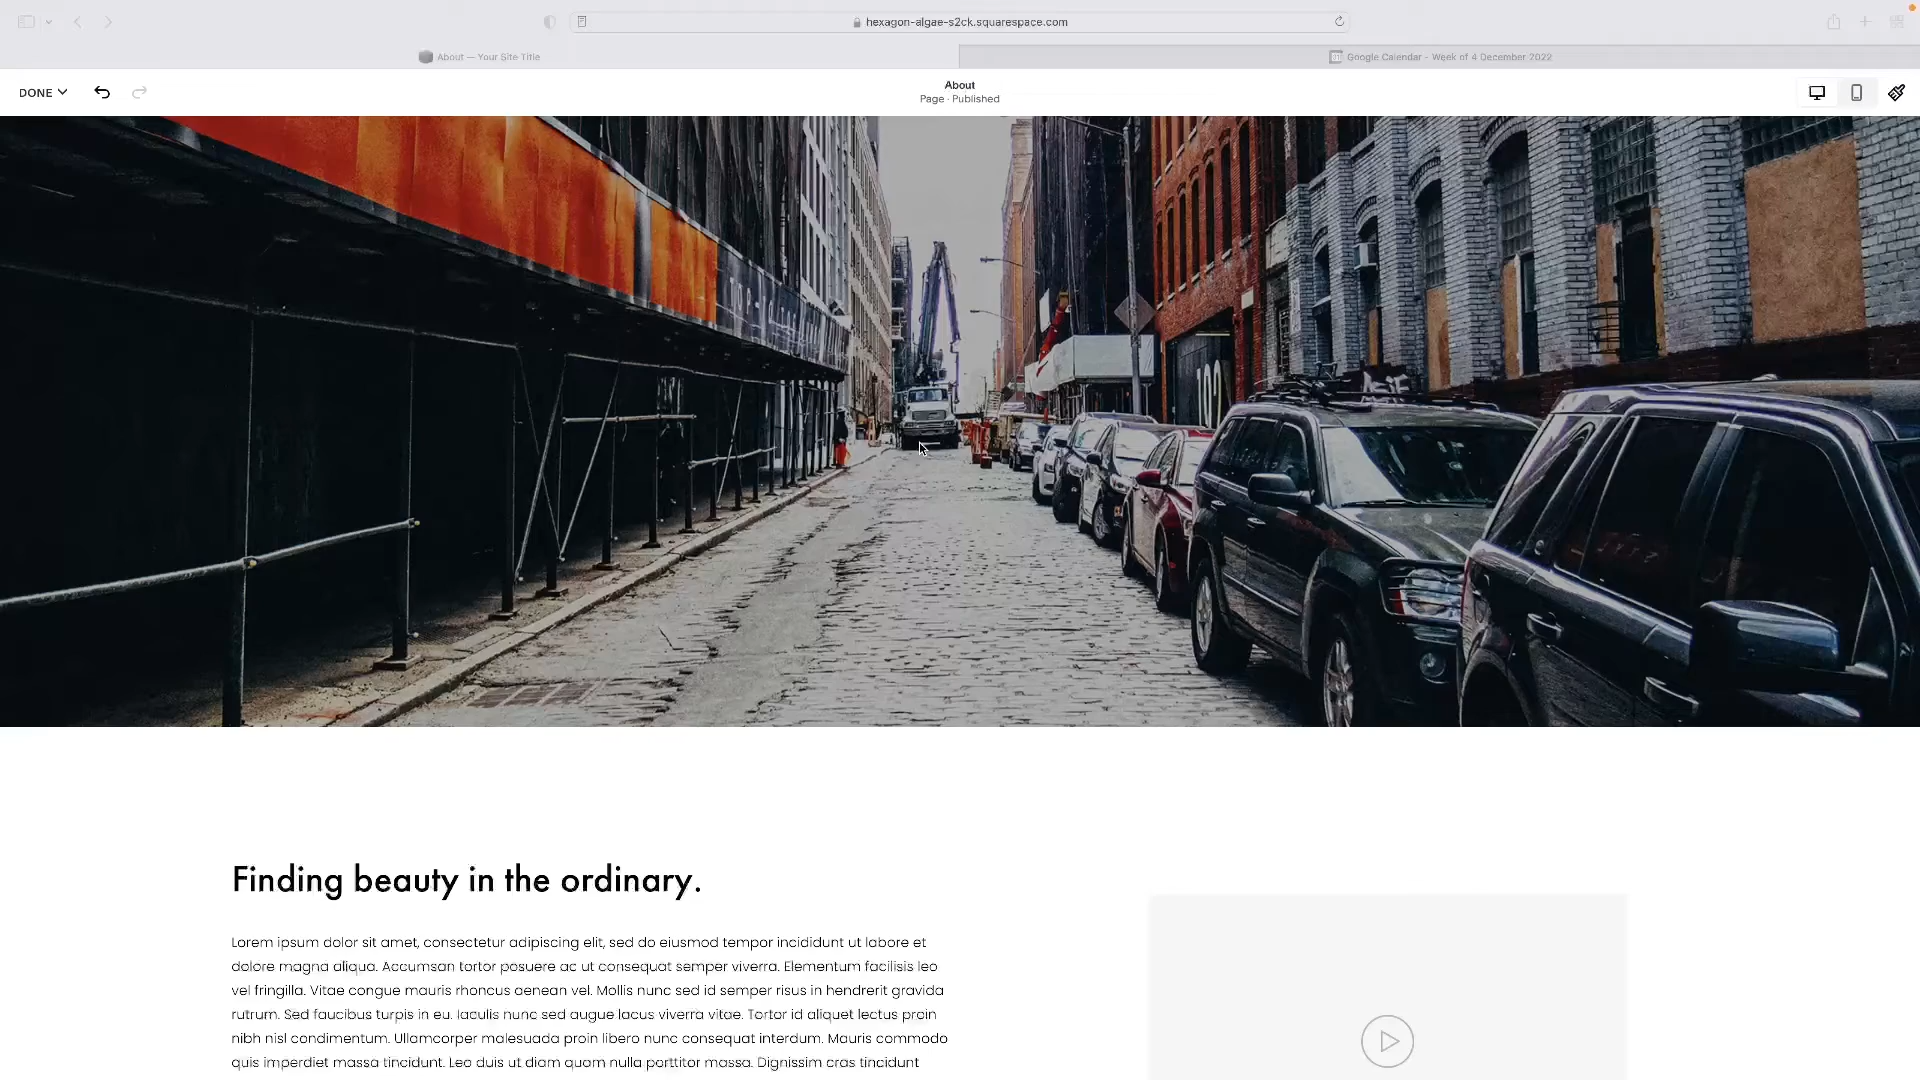 hexagon-algae-s2ck.squarespace.com
About — Your Site Title
Google Calendar - Week of 4 December 2022
DONE
About
Page · Published
102
Finding beauty in the ordinary.
Lorem ipsum dolor sit amet, consectetur adipiscing elit, sed do eiusmod tempor incididunt ut labore et
dolore magna aliqua. Accumsan tortor posuere ac ut consequat semper viverra. Elementum facilisis leo
vel fringilla. Vitae congue mauris rhoncus aenean vel. Mollis nunc sed id semper risus in hendrerit gravida
rutrum. Sed faucibus turpis in eu. Iaculis nunc sed augue lacus viverra vitae. Tortor id aliquet lectus proin
nibh nisl condimentum. Ullamcorper malesuada proin libero nunc consequat interdum. Mauris commodo
quis imperdiet massa tincidunt. Leo duis ut diam quam nulla porttitor massa. Dignissim cras tincidunt